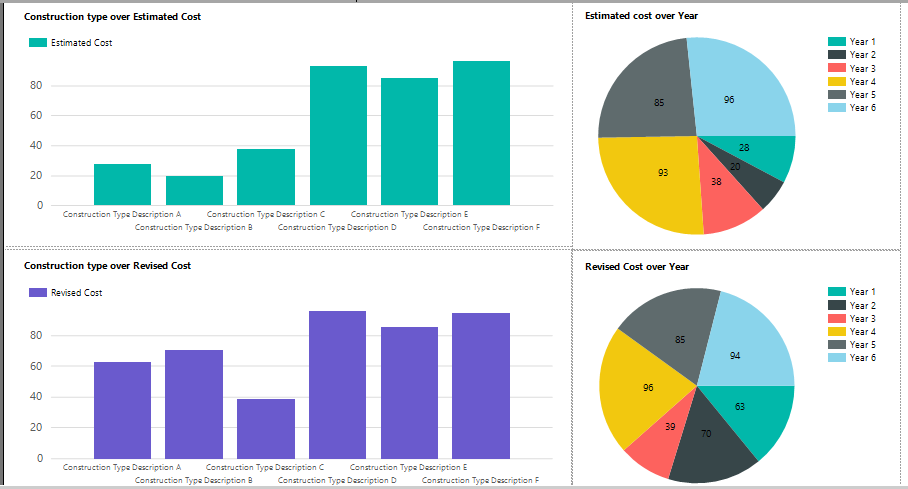 Construction type over Estimated Cost
Estimated Cost
80
60
40
20
0
Construction Type Description A
Construction Type Description C
Construction Type Description E
Construction Type Description B
Construction Type Description D
Construction Type Description F
Estimated cost over Year
85
96
93
38
20
28
Year 1
Year 2
Year 3
Year 4
Year 5
Year 6
Construction type over Revised Cost
Revised Cost
80
60
40
20
0
Construction Type Description A
Construction Type Description C
Construction Type Description E
Construction Type Description B
Construction Type Description D
Construction Type Description F
Revised Cost over Year
85
94
96
63
39
70
Year 1
Year 2
Year 3
Year 4
Year 5
Year 6